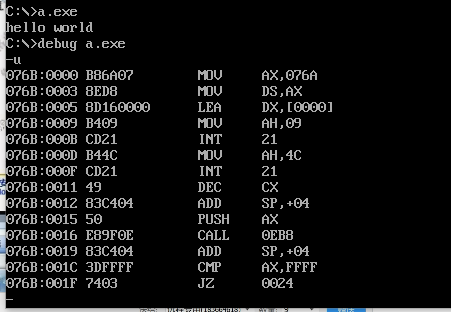 C:\>a.exe
hello world
C:\>debug a.exe
-u
076B:0000 B86A07 MOV AX,076A
076B:0003 8ED8 MOV DS,AX
076B:0005 8D160000 LEA DX,[0000]
076B:0009 B409 MOV AH,09
076B:000B CD21 INT 21
076B:000D B44C MOV AH,4C
076B:000F CD21 INT 21
076B:0011 49 DEC CX
076B:0012 83C404 ADD SP,+04
076B:0015 50 PUSH AX
076B:0016 E89F0E CALL 0EB8
076B:0019 83C404 ADD SP,+04
076B:001C 3DFFFF CMP AX,FFFF
076B:001F 7403 JZ 0024
-